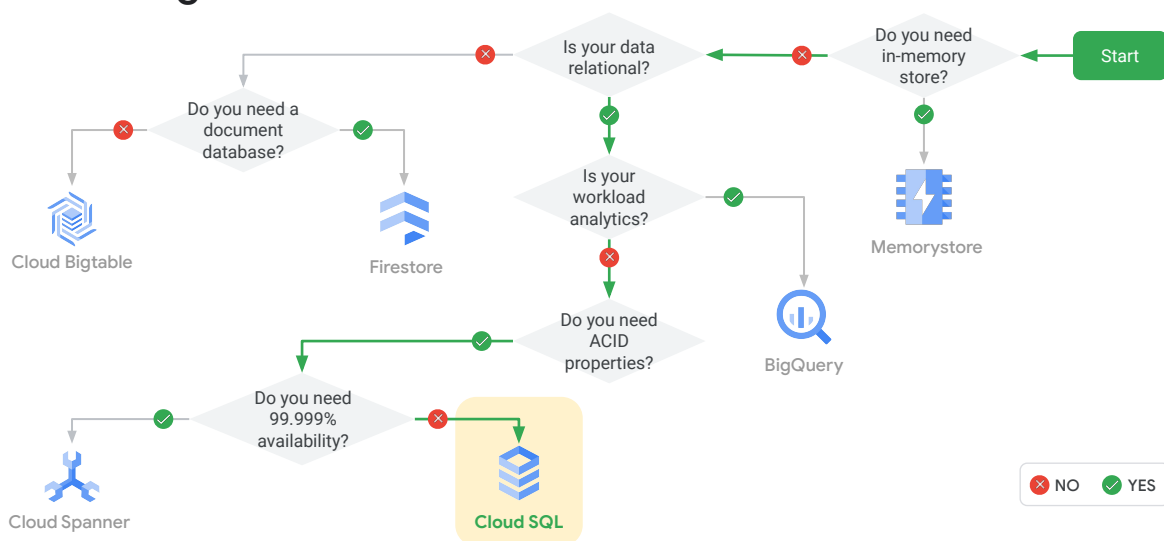 Is your data
relational?
Do you need
in-memory
store?
Start
Do you need a
document
database?
Is your
workload
analytics?
Cloud Bigtable
Firestore
Memorystore
Do you need
ACID
properties?
BigQuery
Do you need
99.999%
availability?
Cloud Spanner
Cloud SQL
NO
YES